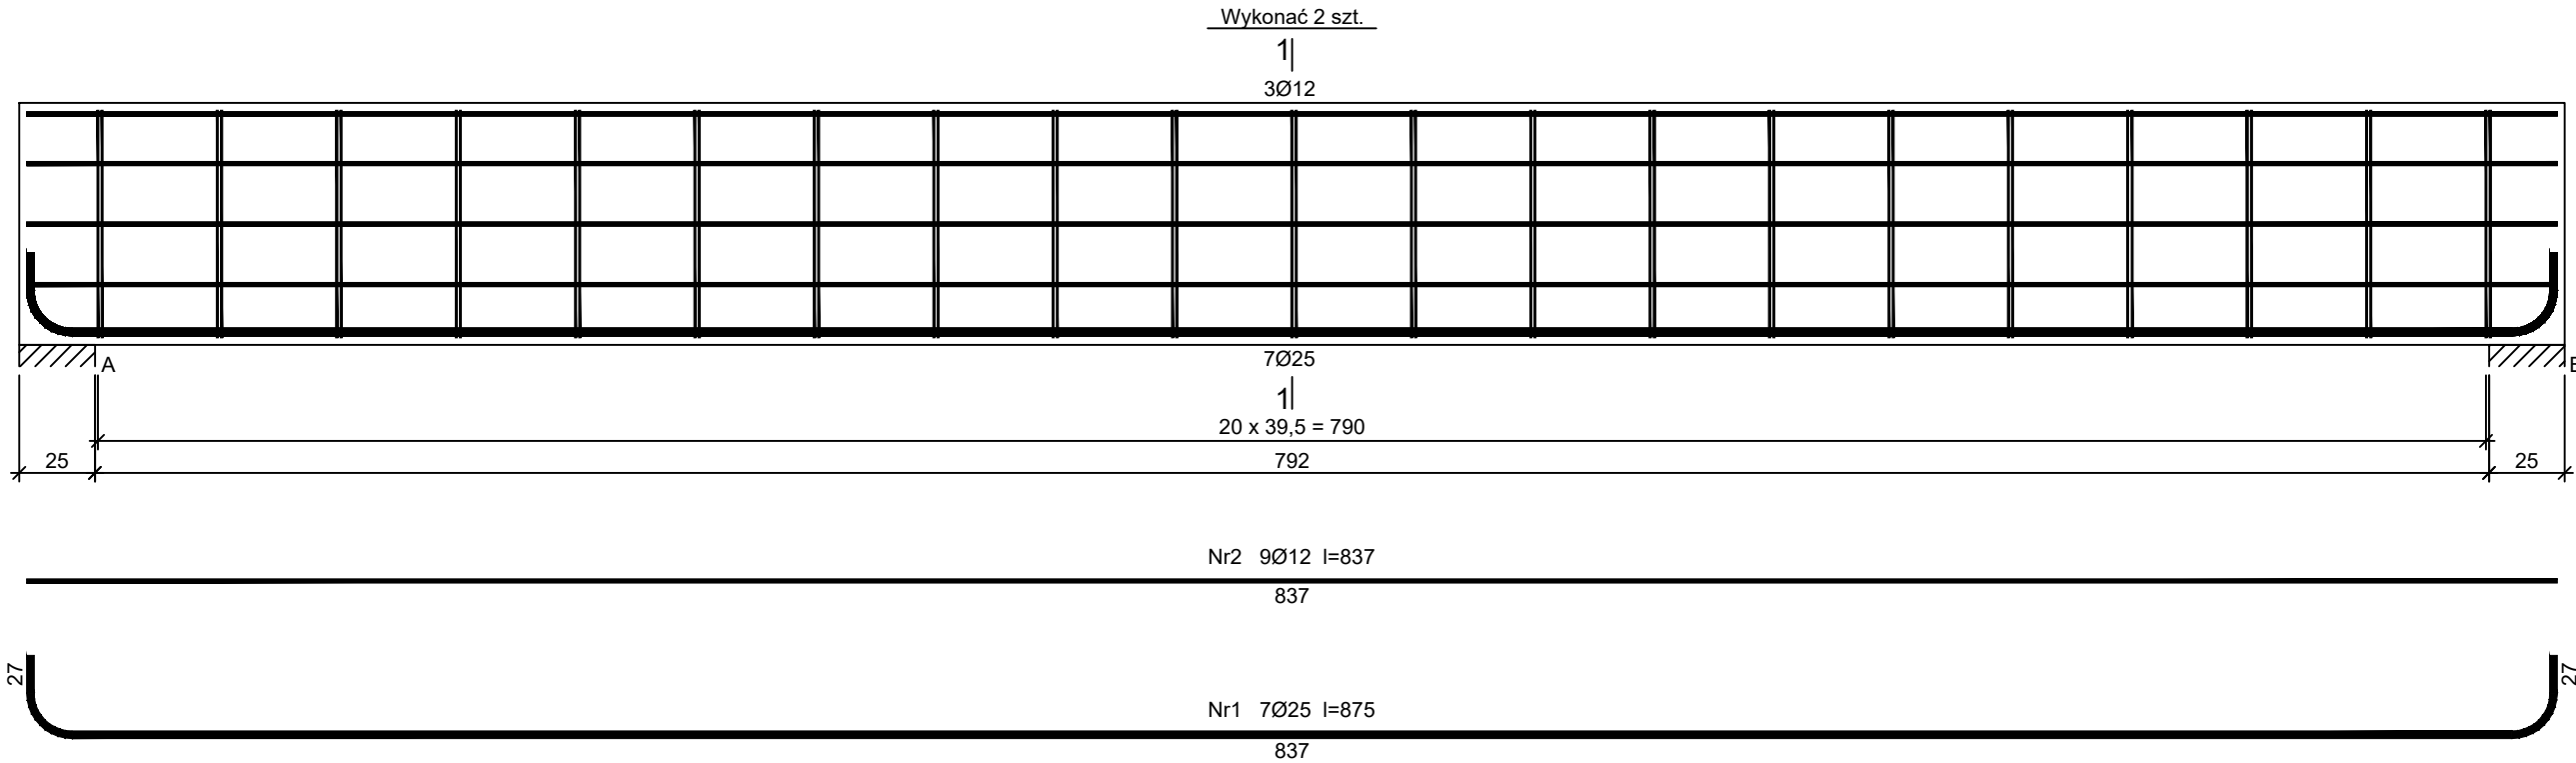 Wykonać 2 szt.
1
3Ø12
A
7Ø25
B
1
20 x 39,5 = 790
25
792
25
Nr2 9Ø12 l=837
837
27
27
Nr1 7Ø25 l=875
837